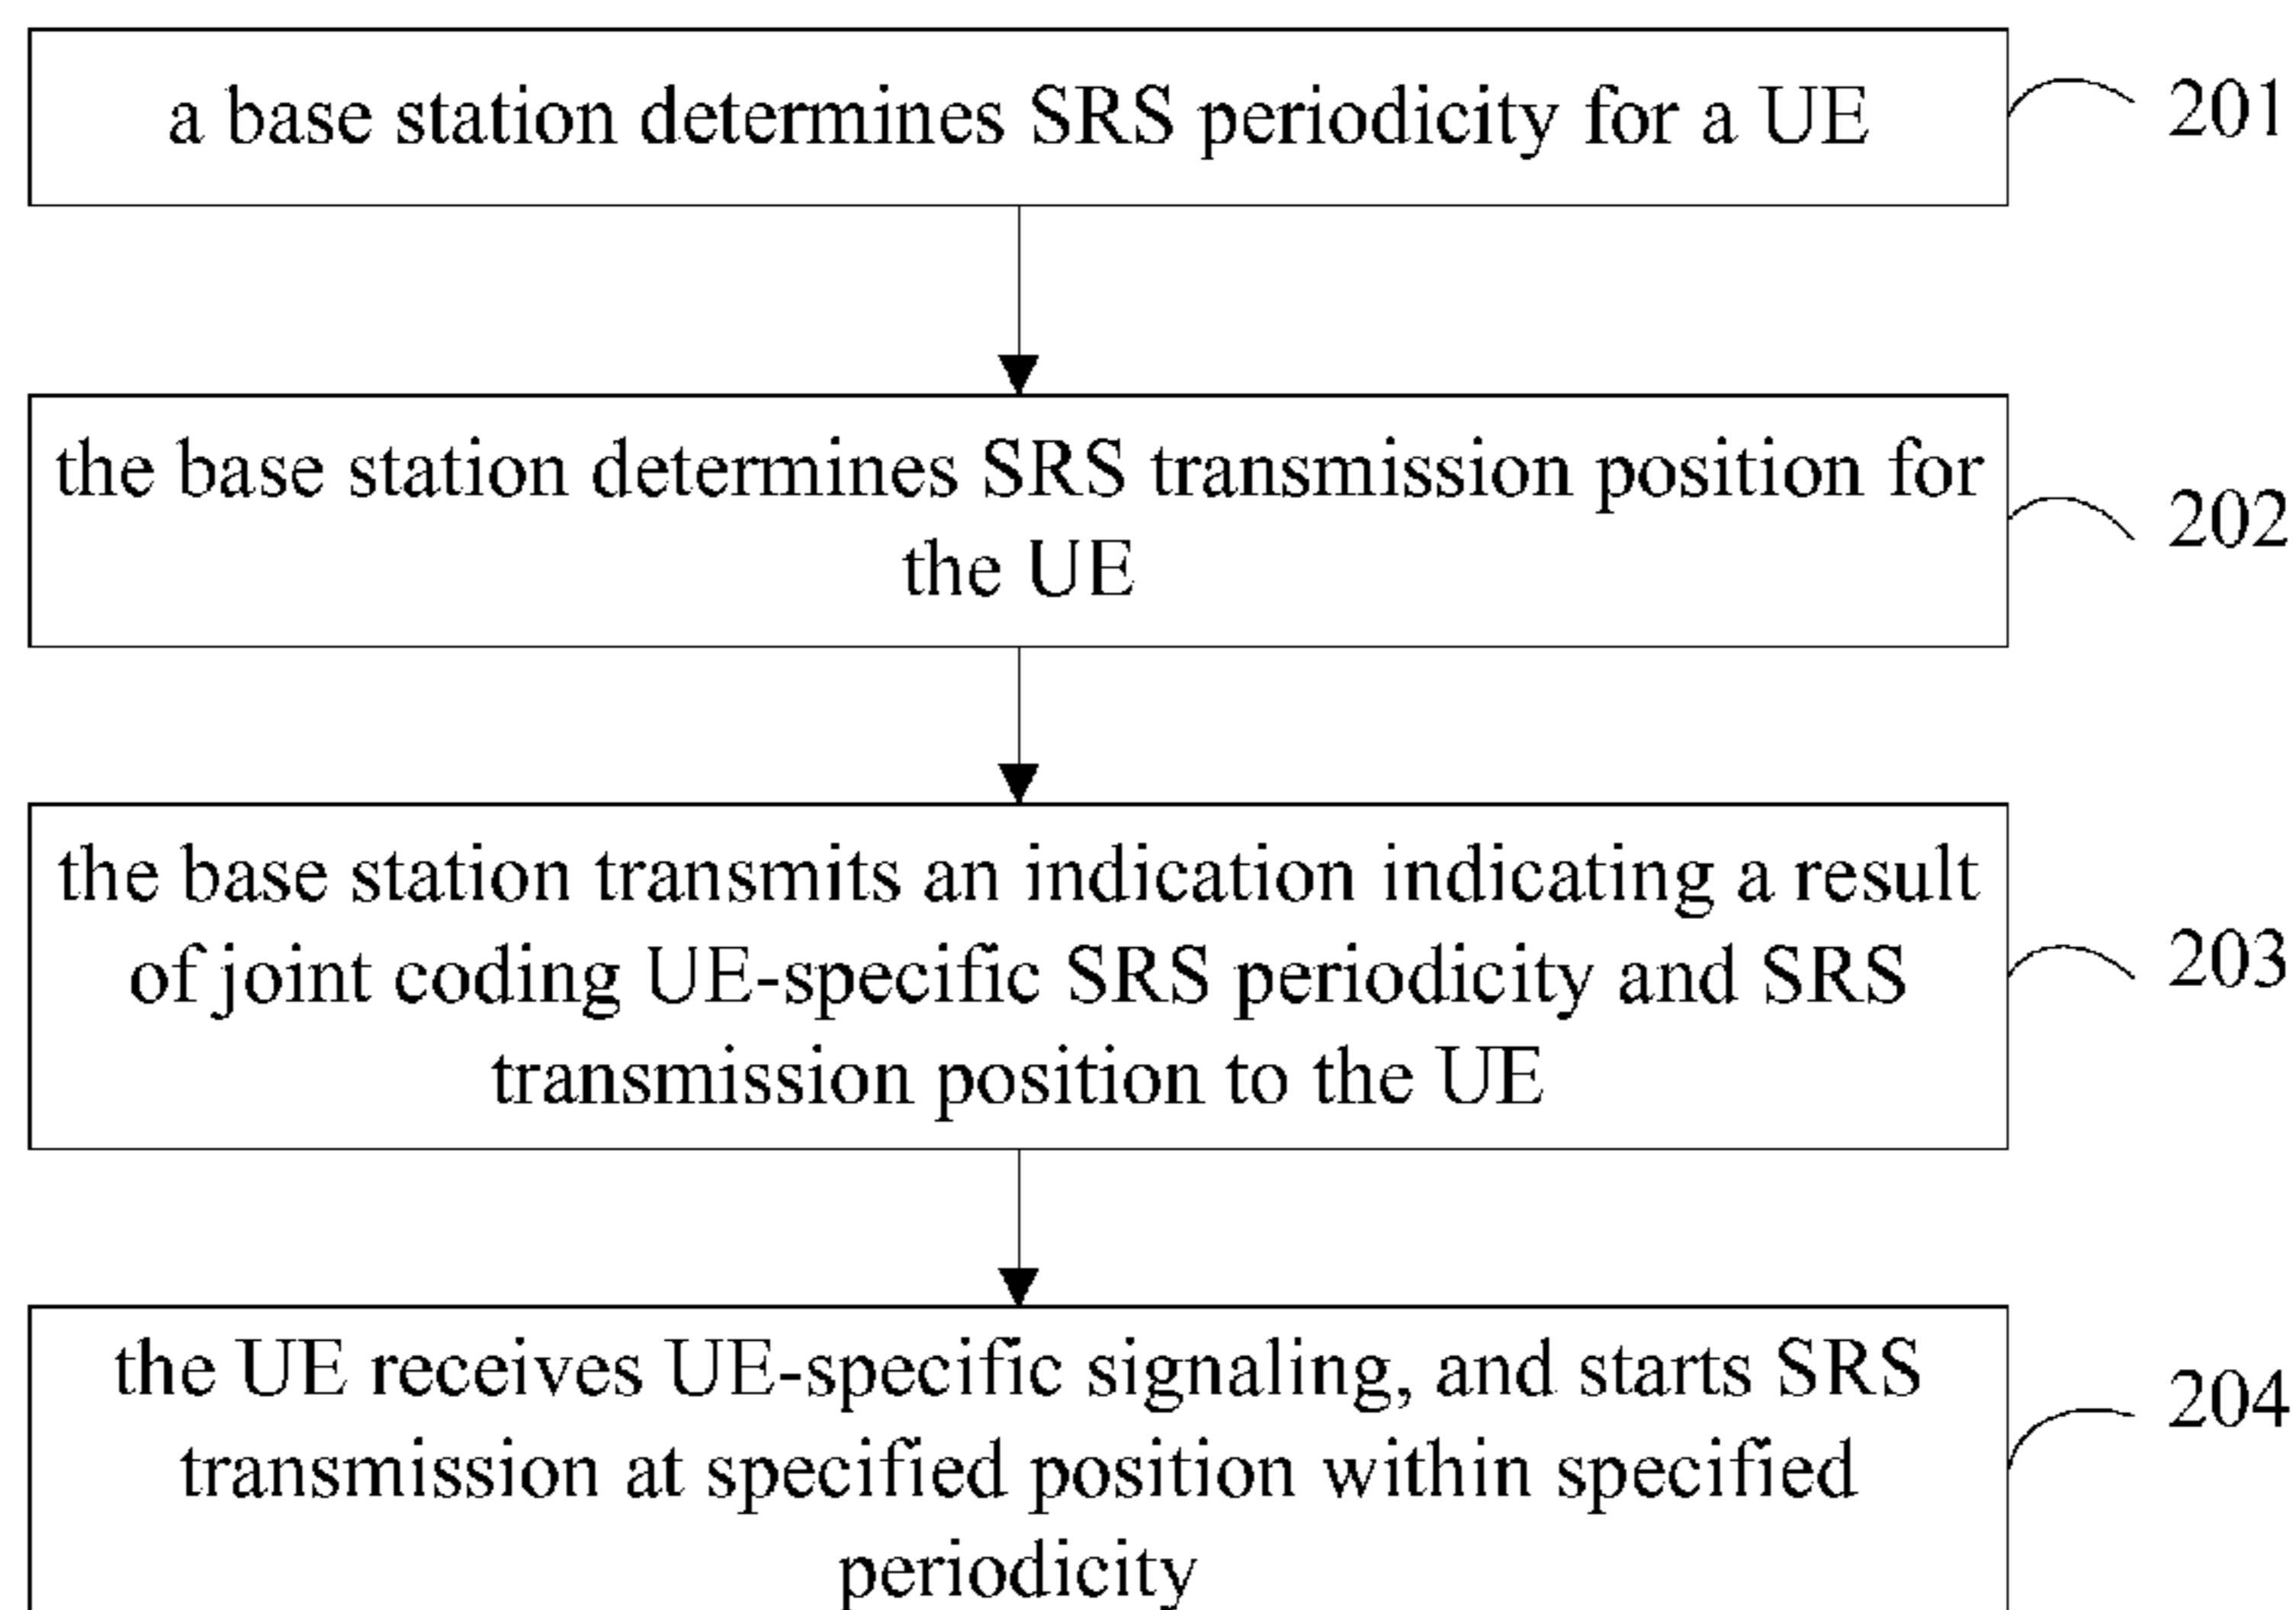 a base station determines SRS periodicity for a UE
201
the base station determines SRS transmission position for
the UE
202
the base station transmits an indication indicating a result
of joint coding UE-specific SRS periodicity and SRS
transmission position to the UE
203
the UE receives UE-specific signaling, and starts SRS
transmission at specified position within specified
periodicity
204